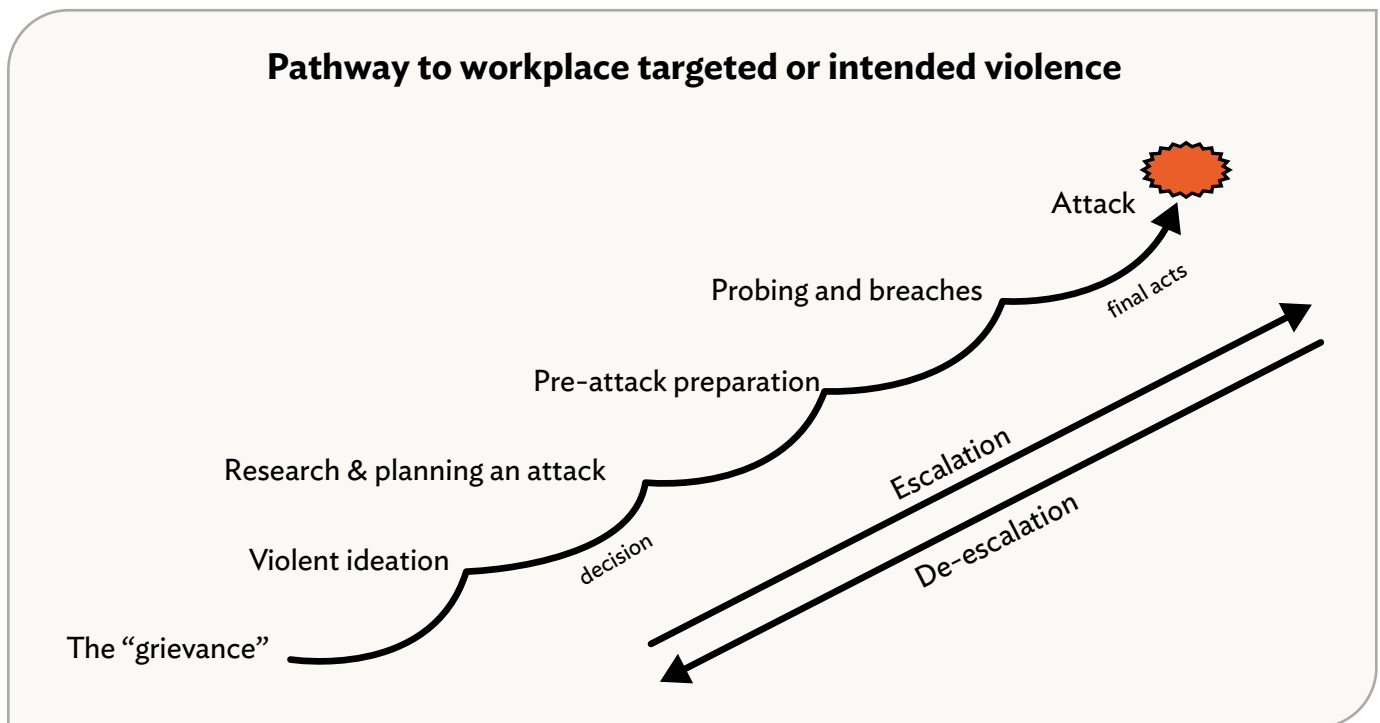 Pathway to workplace targeted or intended violence
Attack
final acts
Probing and breaches
Pre-attack preparation
Research & planning an attack
decision
Violent ideation
The “grievance”
Escalation
De-escalation